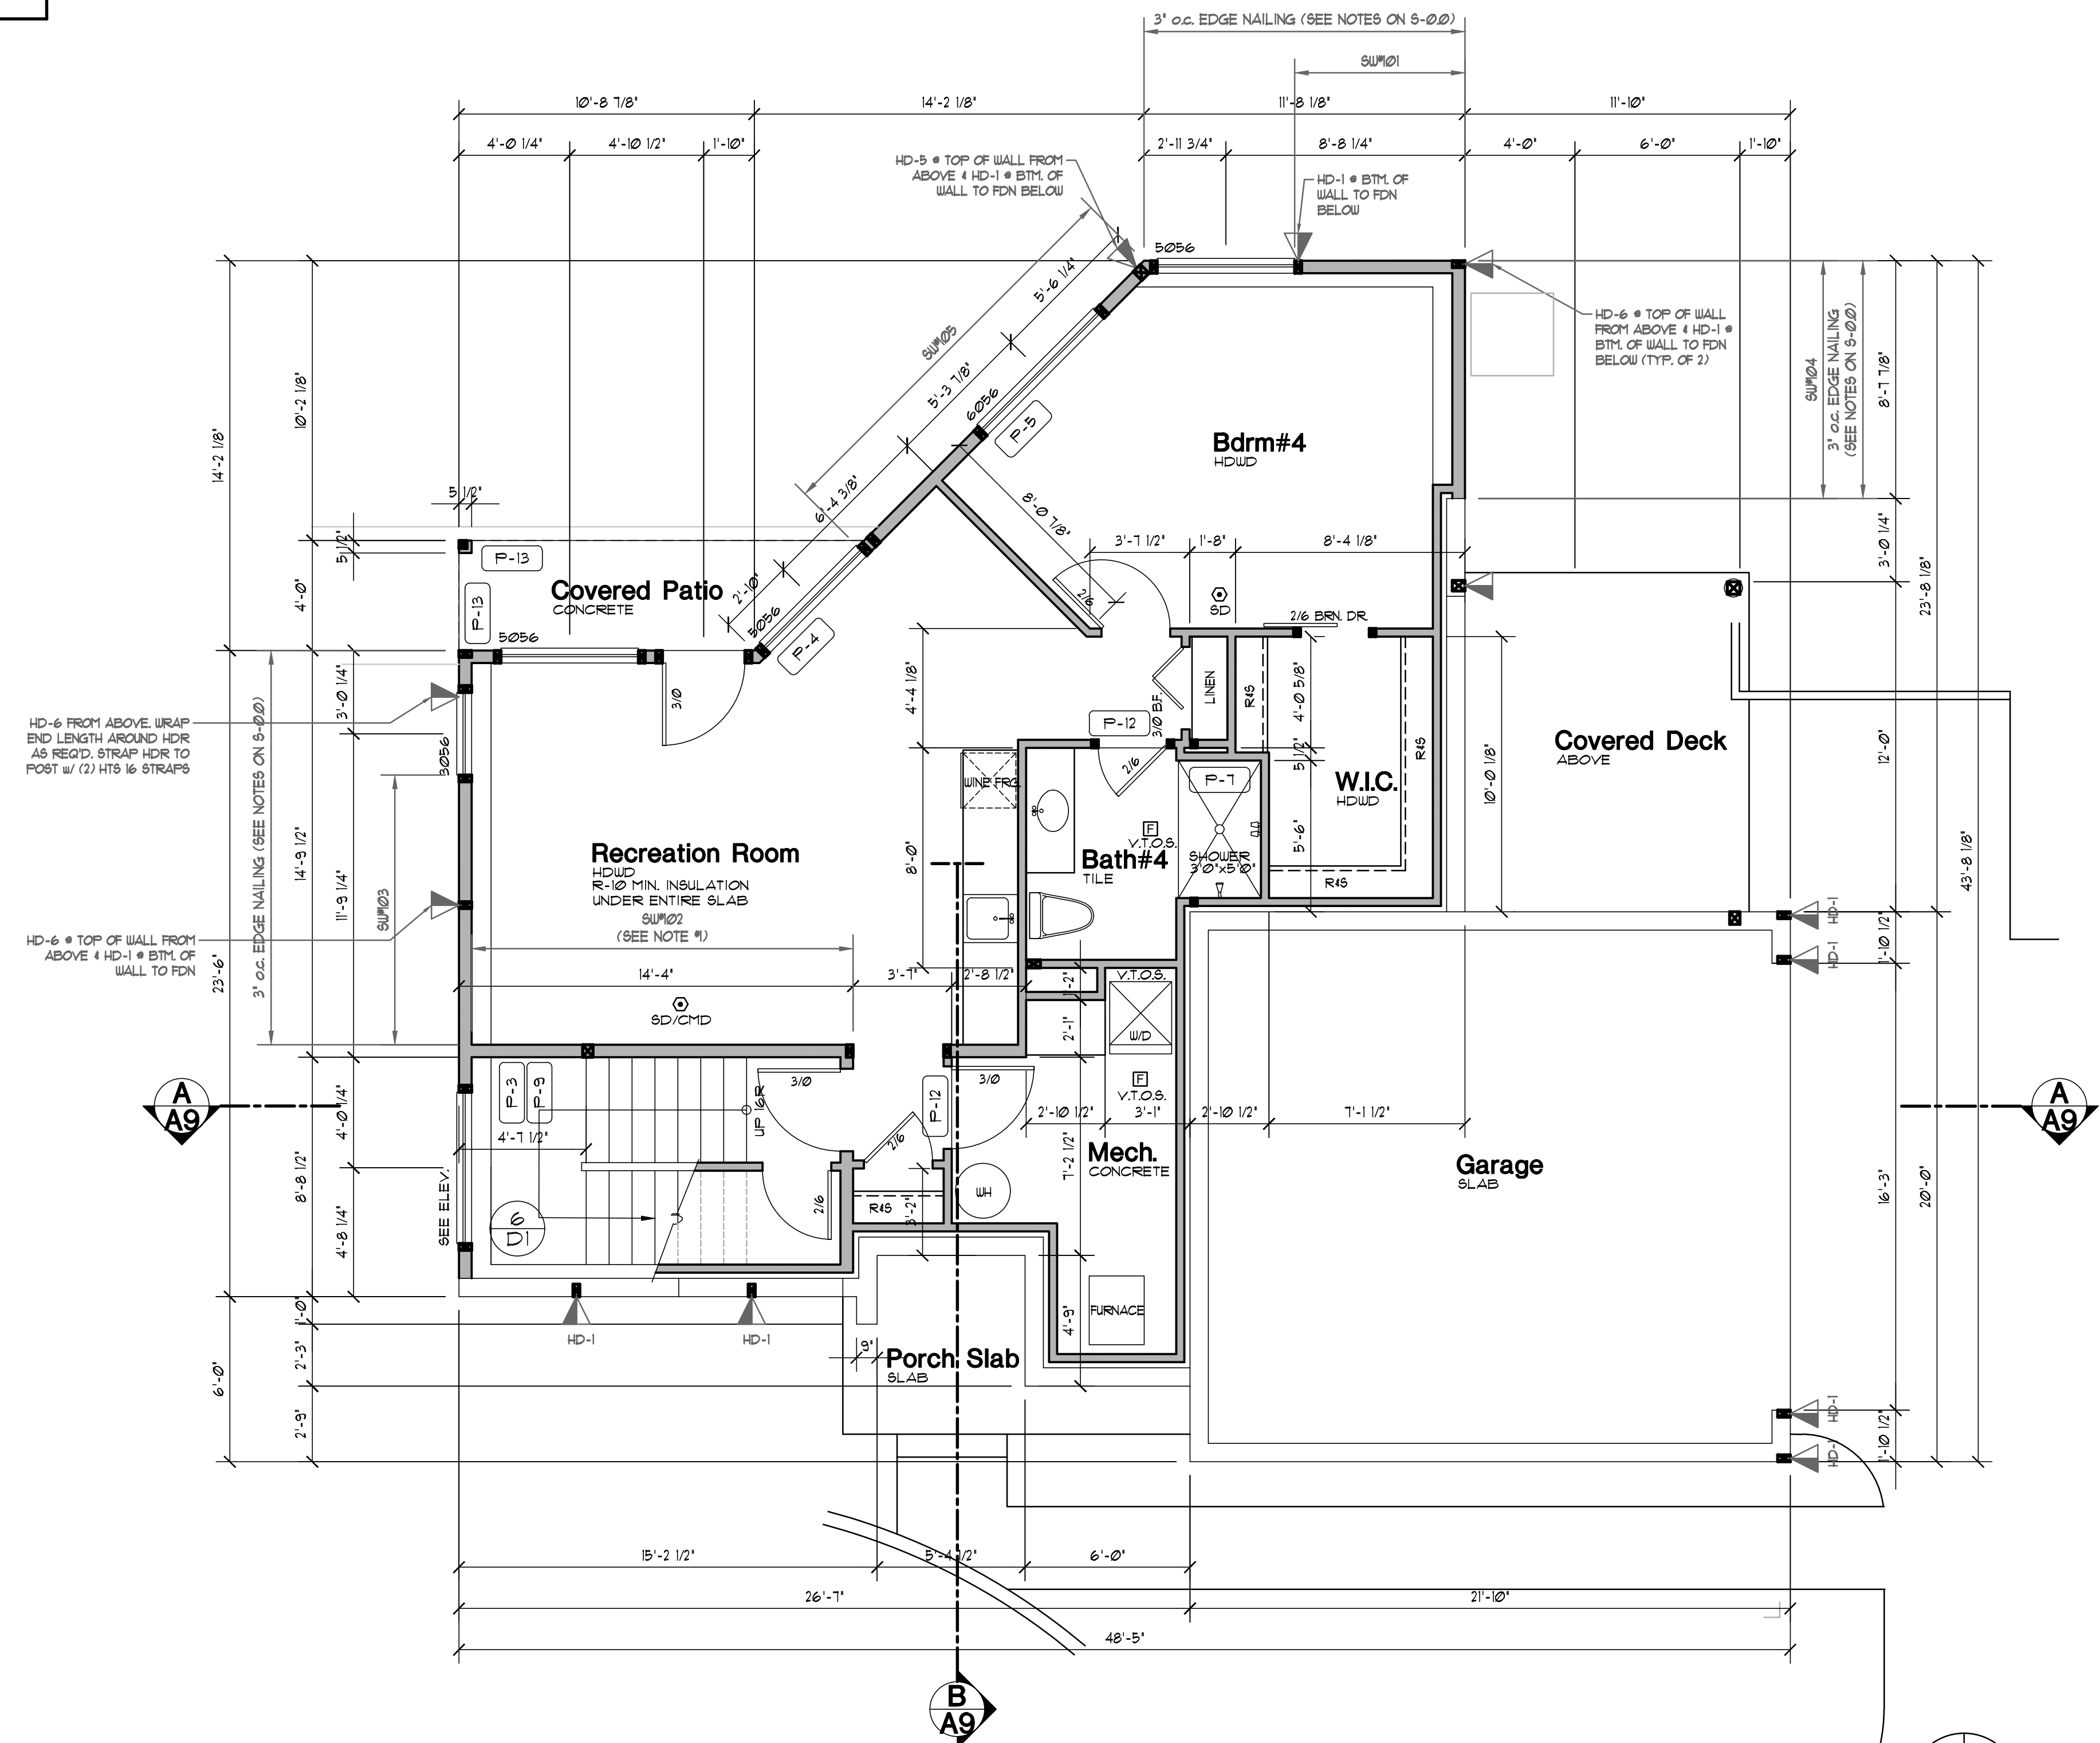 3" o.c. EDGE NAILING (SEE NOTES ON S-0.0)
SW#101
10'-8 7/8"
14'-2 1/8"
11'-8 1/8"
11'-10"
4'-0 1/4"
4'-10 1/2"
1'-10"
2'-11 3/4"
8'-8 1/4"
4'-0"
6'-0"
1'-10"
HD-5 @ TOP OF WALL FROM
ABOVE & HD-1 @ BTM. OF
WALL TO FDN BELOW
HD-1 @ BTM. OF
WALL TO FDN
BELOW
5056
5'-6 1/4"
SW#105
5'-3 7/8"
6056
P-5
6'-4 3/8"
HD-6 @ TOP OF WALL
FROM ABOVE & HD-1 @
BTM. OF WALL TO FDN
BELOW (TYP. OF 2)
SW#104
3" o.c. EDGE NAILING
(SEE NOTES ON S-0.0)
8'-7 7/8"
10'-2 1/8"
14'-2 1/8"
Bdrm#4
HDWD
8'-0 7/8"
5 1/2"
5 1/2"
4'-0"
P-13
P-13
Covered Patio
CONCRETE
2'-10"
5056
P-4
5056
3'-7 1/2"
1'-8"
8'-4 1/8"
2/6
SD
2/6 BRN. DR.
3'-0 1/4"
23'-8 1/8"
3'-0 1/4"
3/0
4'-4 1/8"
P-12
3/0 B.F.
LINEN
R&S
4'-0 5/8"
5 1/2"
R&S
10'-0 1/8"
12'-0"
Covered Deck
ABOVE
43'-8 1/8"
HD-6 FROM ABOVE. WRAP
END LENGTH AROUND HDR
AS REQ'D. STRAP HDR TO
POST w/ (2) HTS 16 STRAPS
3" o.c. EDGE NAILING (SEE NOTES ON S-0.0)
3056
WINE FRG.
2/6
P-7
W.I.C.
HDWD
5'-6"
F
V.T.O.S.
Bath#4
TILE
SHOWER
3'0"x5'0"
R&S
14'-9 1/2"
11'-9 1/4"
SW#103
8'-0"
Recreation Room
HDWD
R-10 MIN. INSULATION
UNDER ENTIRE SLAB
SW#102
(SEE NOTE #1)
HD-6 @ TOP OF WALL FROM
ABOVE & HD-1 @ BTM. OF
WALL TO FDN
23'-6"
14'-4"
3'-7"
2'-8 1/2"
HD-1
HD-1
1'-10 1/2"
SD/CMD
1'-2"
V.T.O.S.
2'-1"
W/D
A
A9
P-3
P-9
UP 16R
3/0
P-12
3/0
F
V.T.O.S.
2'-10 1/2"
3'-1"
2'-10 1/2"
7'-1 1/2"
A
A9
4'-0 1/4"
8'-8 1/2"
4'-7 1/2"
2/6
7'-2 1/2"
Mech.
CONCRETE
Garage
SLAB
16'-3"
20'-0"
SEE ELEV.
4'-8 1/4"
6
D1
2/6
R&S
3'-2"
WH
1'-0"
HD-1
HD-1
4'-9"
FURNACE
2'-3"
6'-0"
9"
Porch Slab
SLAB
2'-9"
HD-1
HD-1
1'-10 1/2"
15'-2 1/2"
5'-4 1/2"
6'-0"
26'-7"
21'-10"
48'-5"
B
A9